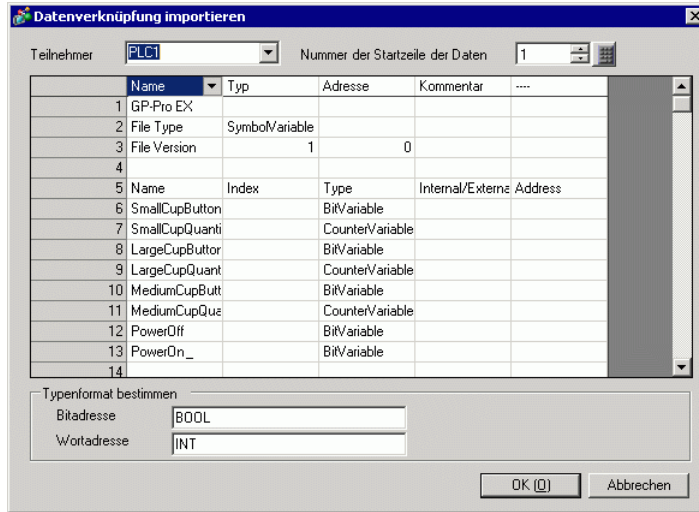 Datenverknüpfung importieren
Teilnehmer PLC1 Nummer der Startzeile der Daten 1
Name Typ Adresse Kommentar ----
1 GP-Pro EX
2 File Type SymbolVariable
3 File Version 1 0
4
5 Name Index Type Internal/Externa Address
6 SmallCupButton BitVariable
7 SmallCupQuanti CounterVariable
8 LargeCupButtor BitVariable
9 LargeCupQuant CounterVariable
10 MediumCupButt BitVariable
11 MediumCupQua CounterVariable
12 PowerOff BitVariable
13 PowerOn_ BitVariable
14
Typenformat bestimmen
Bitadresse BOOL
Wortadresse INT
OK (O) Abbrechen